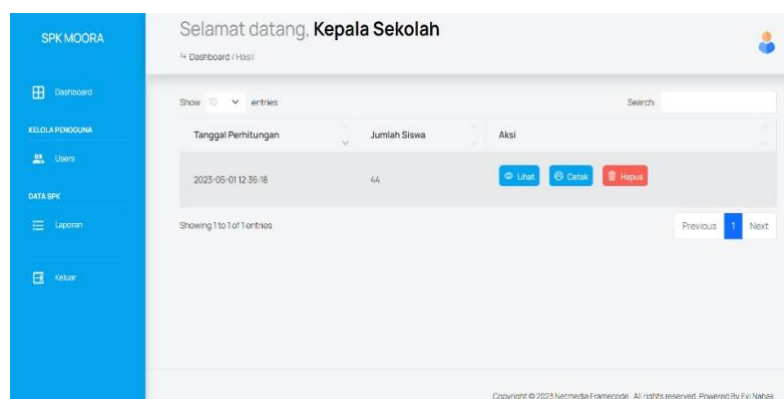 SPK MOORA
Dashboard
KELOLA PENGGUNA
Users
DATA SPK
Laporan
Keluar
Selamat datang, Kepala Sekolah
Dashboard / Hasil
Show 10 entries
Search:
Tanggal Perhitungan Jumlah Siswa Aksi
2023-05-01 12:36:18 44 Lihat Cetak Hapus
Showing 1 to 1 of 1 entries
Previous 1 Next
Copyright © 2023 Netmedia Framecode. All rights reserved. Powered By Evi Nahak